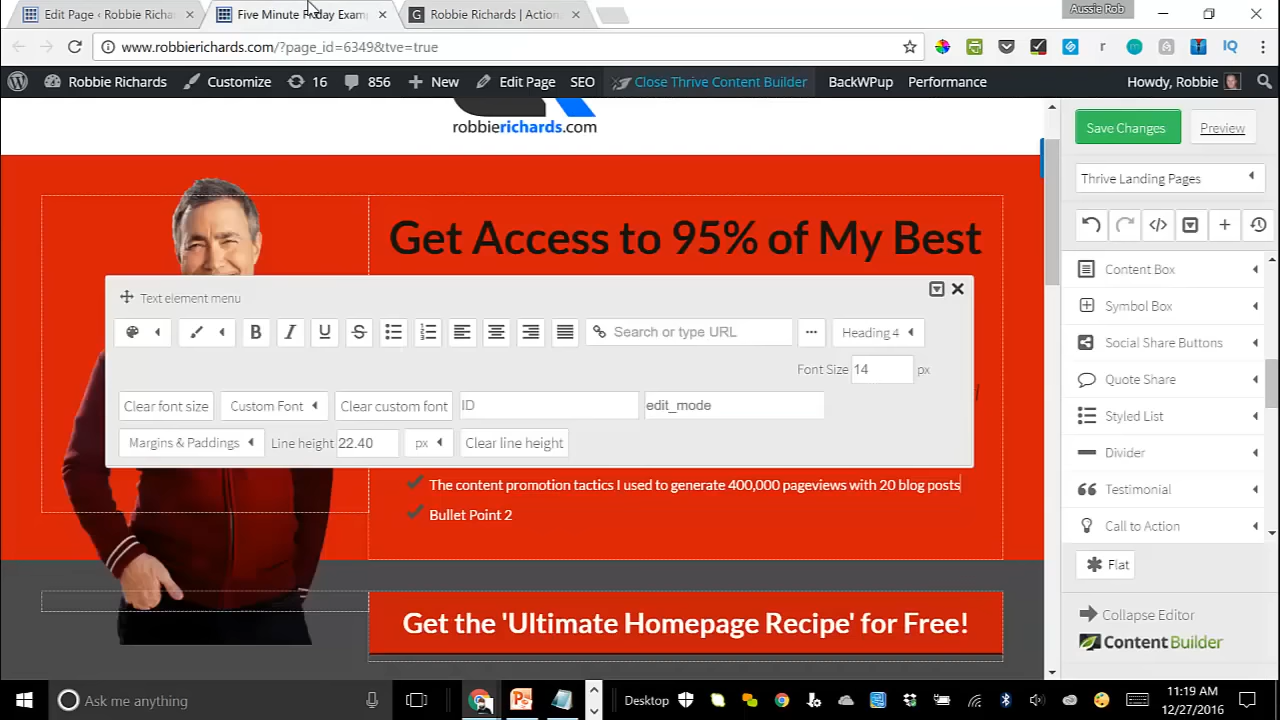 Edit Page ‹ Robbie Richar
Five Minute Friday Examp
Robbie Richards | Action
Aussie Rob
www.robbierichards.com/?page_id=6349&tve=true
Robbie Richards
Customize
16
856
New
Edit Page
SEO
Close Thrive Content Builder
BackWPup
Performance
Howdy, Robbie
robbierichards.com
Save Changes
Preview
Thrive Landing Pages
Get Access to 95% of My Best
Text element menu
B
I
U
S
Search or type URL
Heading 4
Font Size 14 px
Clear font size
Custom Font
Clear custom font
ID
edit_mode
Margins & Paddings
Line height 22.40
px
Clear line height
The content promotion tactics I used to generate 400,000 pageviews with 20 blog posts
Bullet Point 2
Get the 'Ultimate Homepage Recipe' for Free!
Content Box
Symbol Box
Social Share Buttons
Quote Share
Styled List
Divider
Testimonial
Call to Action
Flat
Collapse Editor
Content Builder
Ask me anything
Desktop
11:19 AM
12/27/2016